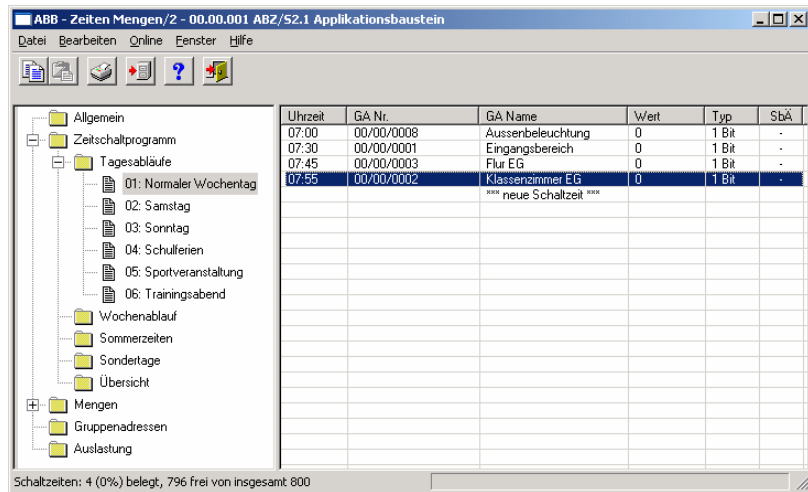 ABB - Zeiten Mengen/2 - 00.00.001 ABZ/S2.1 Applikationsbaustein
Datei Bearbeiten Online Fenster Hilfe
Allgemein
Zeitschaltprogramm
Tagesabläufe
01: Normaler Wochentag
02: Samstag
03: Sonntag
04: Schulferien
05: Sportveranstaltung
06: Trainingsabend
Wochenablauf
Sommerzeiten
Sondertage
Übersicht
Mengen
Gruppenadressen
Auslastung
Uhrzeit GA Nr. GA Name Wert Typ SbÄ
07:00 00/00/0008 Aussenbeleuchtung 0 1 Bit -
07:30 00/00/0001 Eingangsbereich 0 1 Bit -
07:45 00/00/0003 Flur EG 0 1 Bit -
07:55 00/00/0002 Klassenzimmer EG 0 1 Bit -
*** neue Schaltzeit ***
Schaltzeiten: 4 (0%) belegt, 796 frei von insgesamt 800